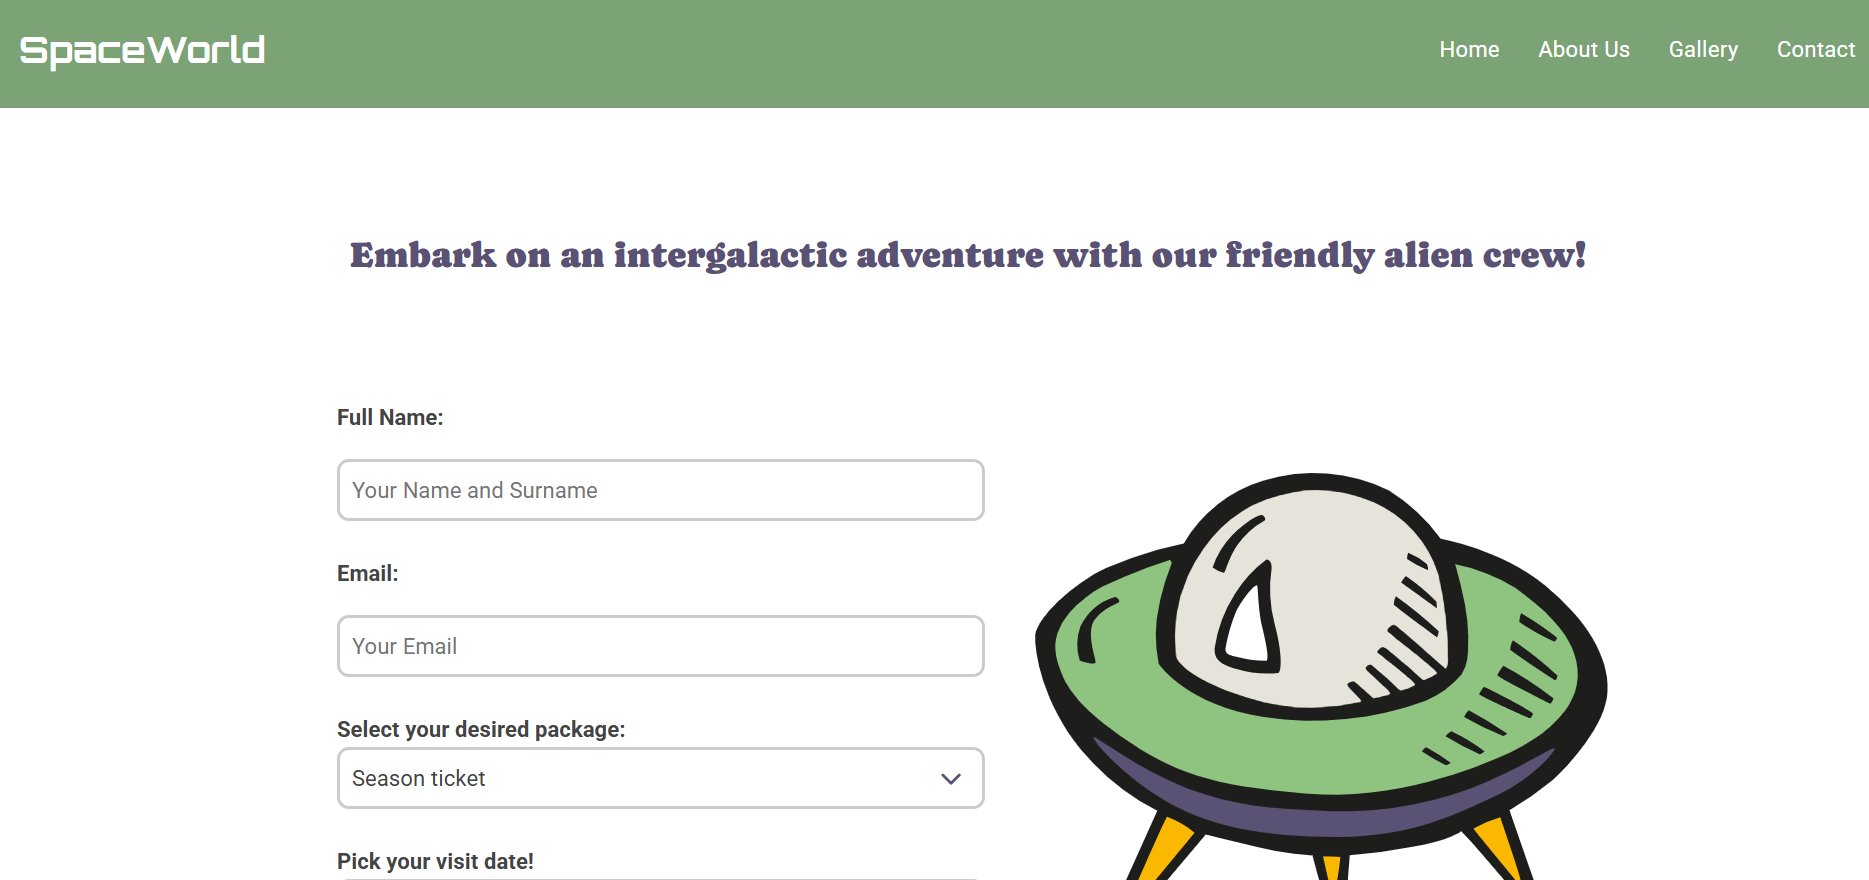 SpaceWorld
Home About Us Gallery Contact
Embark on an intergalactic adventure with our friendly alien crew!
Full Name:
Your Name and Surname
Email:
Your Email
Select your desired package:
Season ticket
Pick your visit date!